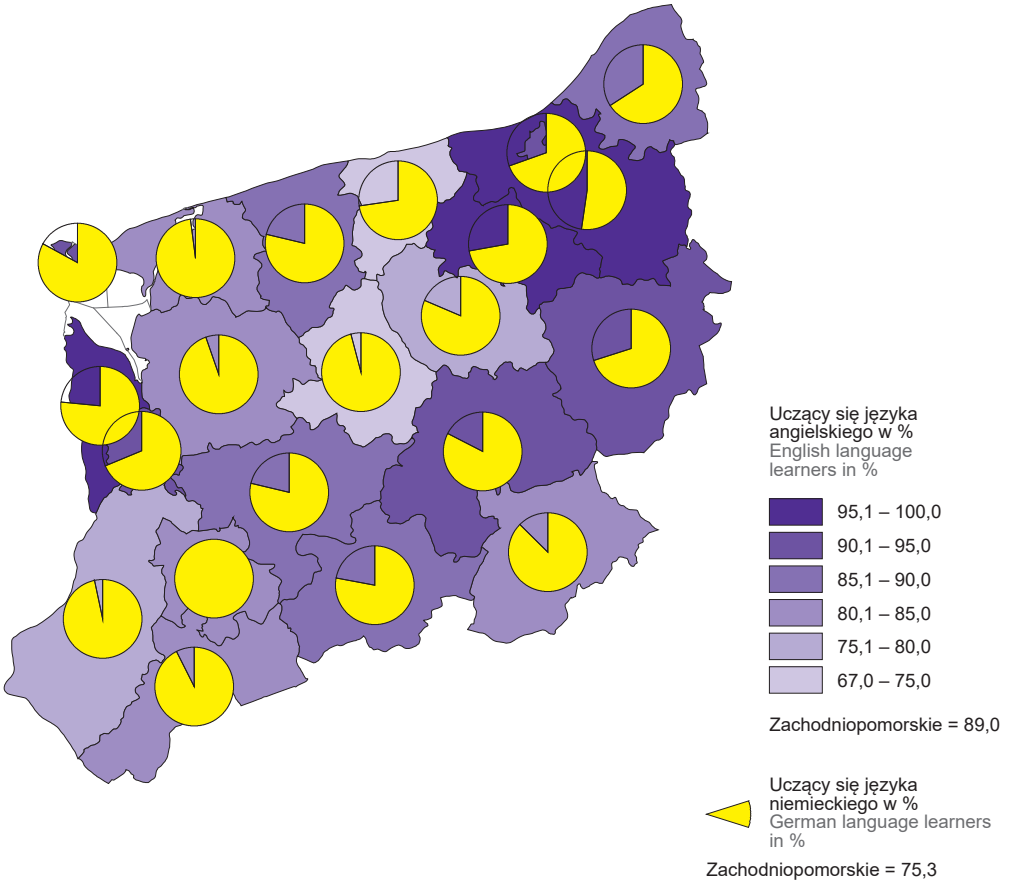 Uczący się języka
angielskiego w %
English language
learners in %
95,1 – 100,0
90,1 – 95,0
85,1 – 90,0
80,1 – 85,0
75,1 – 80,0
67,0 – 75,0
Zachodniopomorskie = 89,0
Uczący się języka
niemieckiego w %
German language learners
in %
Zachodniopomorskie = 75,3